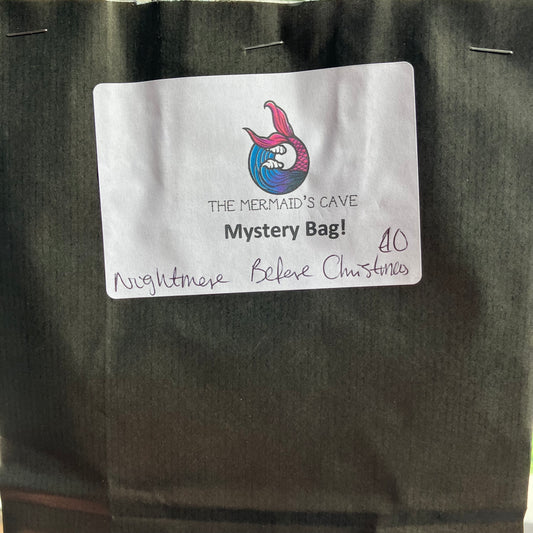 THE MERMAID'S CAVE
Mystery Bag!
£10
Nightmere Before Christmas